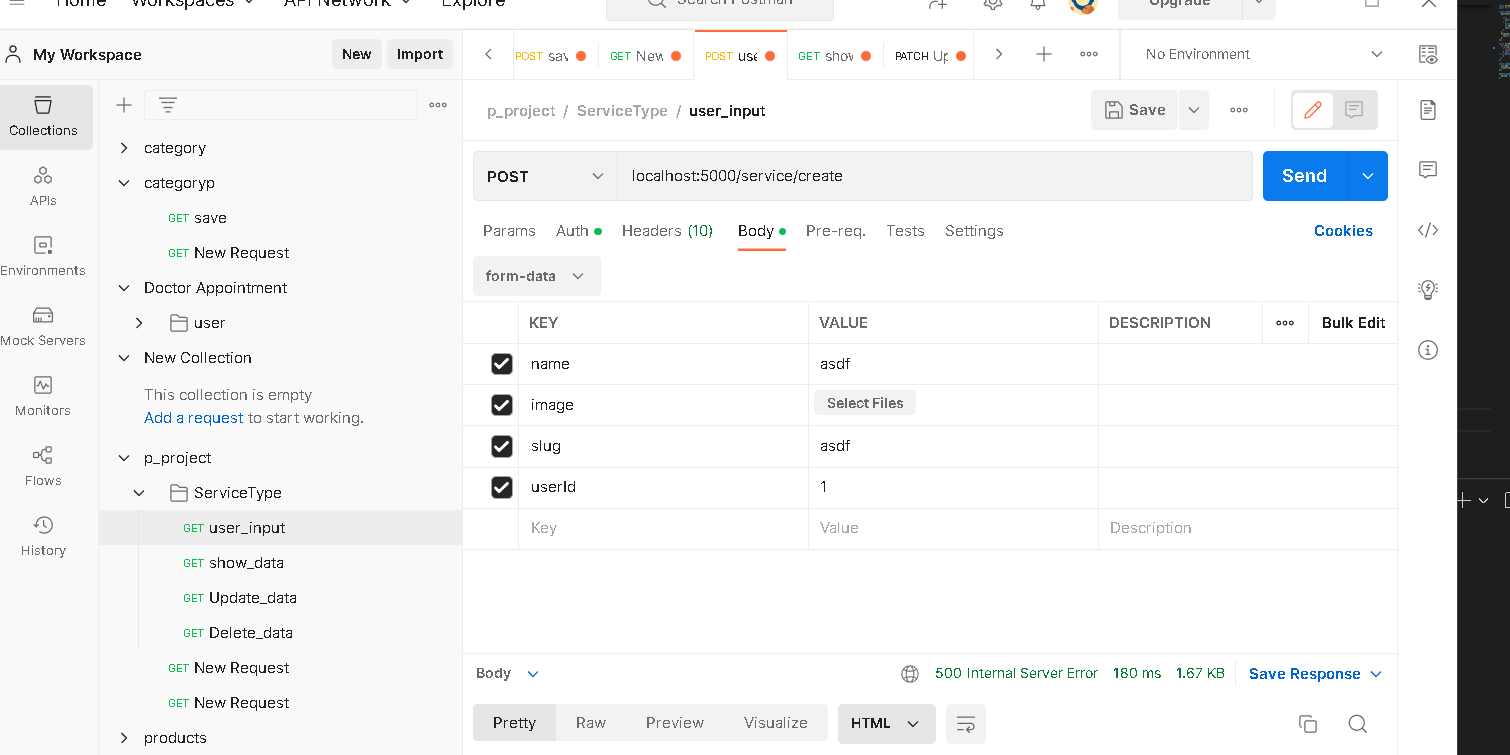 Home Workspaces API Network Explore Search Postman Upgrade
My Workspace New Import
POST sav GET New POST use GET shov PATCH Up No Environment
Collections
APIs
Environments
Mock Servers
Monitors
Flows
History
category
categoryp
GET save
GET New Request
Doctor Appointment
user
New Collection
This collection is empty
Add a request to start working.
p_project
ServiceType
GET user_input
GET show_data
GET Update_data
GET Delete_data
GET New Request
GET New Request
products
p_project / ServiceType / user_input Save
POST localhost:5000/service/create Send
Params Auth Headers (10) Body Pre-req. Tests Settings Cookies
form-data
KEY VALUE DESCRIPTION Bulk Edit
name asdf
image Select Files
slug asdf
userId 1
Key Value Description
Body 500 Internal Server Error 180 ms 1.67 KB Save Response
Pretty Raw Preview Visualize HTML